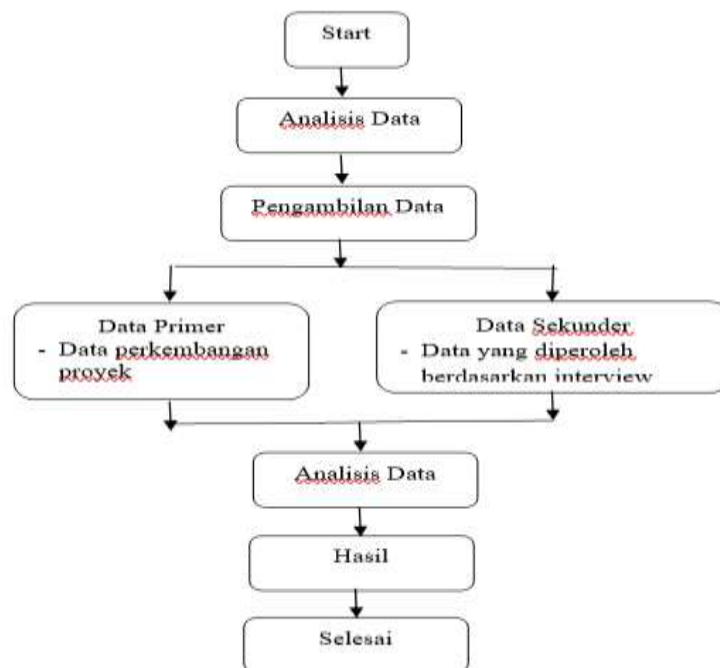 Start
Analisis Data
Pengambilan Data
Data Primer
- Data perkembangan
proyek
Data Sekunder
- Data yang diperoleh
berdasarkan interview
Analisis Data
Hasil
Selesai